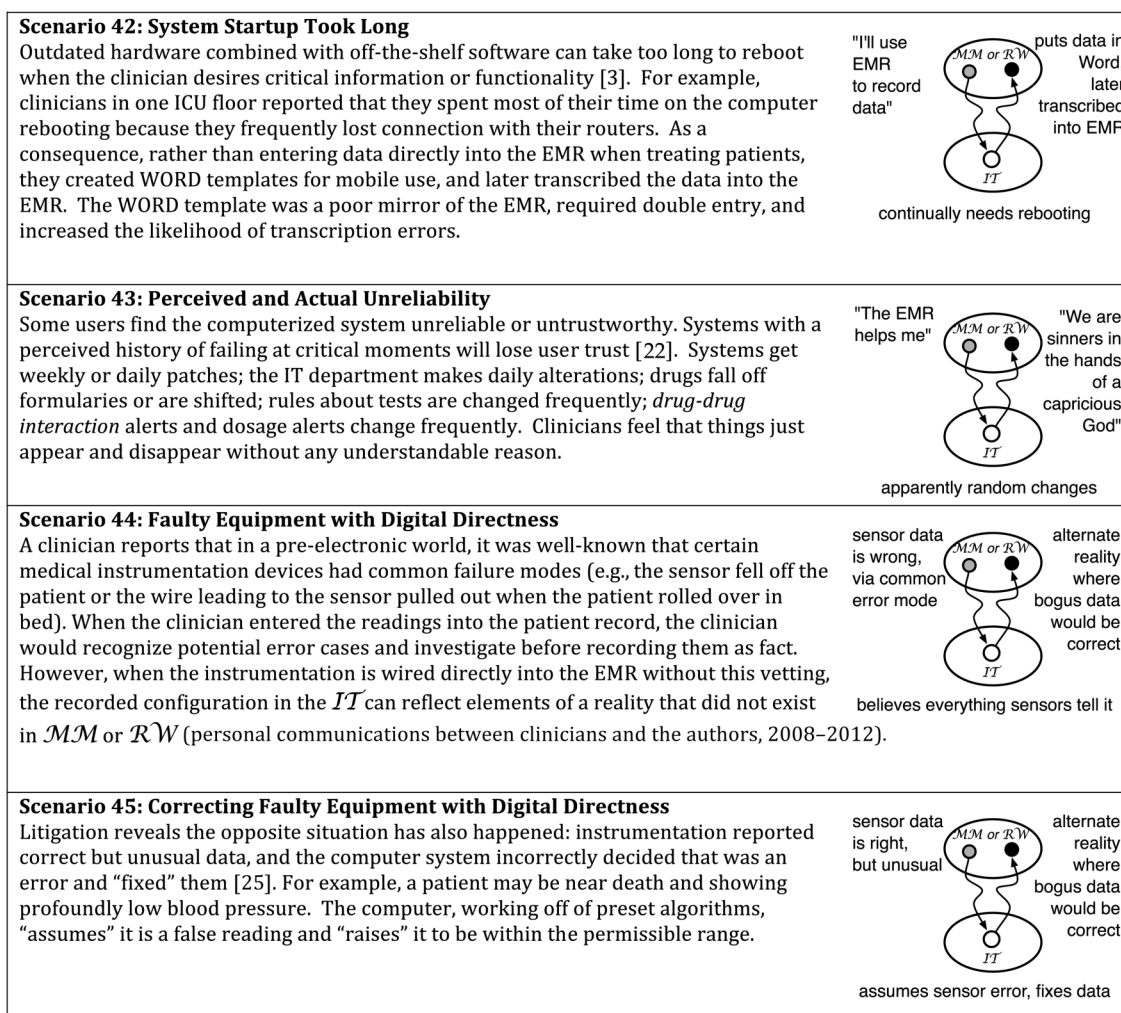 Scenario 42: System Startup Took Long
Outdated hardware combined with off-the-shelf software can take too long to reboot
when the clinician desires critical information or functionality [3].  For example,
clinicians in one ICU floor reported that they spent most of their time on the computer
rebooting because they frequently lost connection with their routers.  As a
consequence, rather than entering data directly into the EMR when treating patients,
they created WORD templates for mobile use, and later transcribed the data into the
EMR.  The WORD template was a poor mirror of the EMR, required double entry, and
increased the likelihood of transcription errors.
"I'll use
EMR
to record
data"
MM or RW
puts data in
Word,
later
transcribed
into EMR
IT
continually needs rebooting
Scenario 43: Perceived and Actual Unreliability
Some users find the computerized system unreliable or untrustworthy. Systems with a
perceived history of failing at critical moments will lose user trust [22].  Systems get
weekly or daily patches; the IT department makes daily alterations; drugs fall off
formularies or are shifted; rules about tests are changed frequently; drug-drug
interaction alerts and dosage alerts change frequently.  Clinicians feel that things just
appear and disappear without any understandable reason.
"The EMR
helps me"
MM or RW
"We are
sinners in
the hands
of a
capricious
God"
IT
apparently random changes
Scenario 44: Faulty Equipment with Digital Directness
A clinician reports that in a pre-electronic world, it was well-known that certain
medical instrumentation devices had common failure modes (e.g., the sensor fell off the
patient or the wire leading to the sensor pulled out when the patient rolled over in
bed). When the clinician entered the readings into the patient record, the clinician
would recognize potential error cases and investigate before recording them as fact.
However, when the instrumentation is wired directly into the EMR without this vetting,
the recorded configuration in the IT can reflect elements of a reality that did not exist
in MM or RW (personal communications between clinicians and the authors, 2008–2012).
sensor data
is wrong,
via common
error mode
MM or RW
alternate
reality
where
bogus data
would be
correct
IT
believes everything sensors tell it
Scenario 45: Correcting Faulty Equipment with Digital Directness
Litigation reveals the opposite situation has also happened: instrumentation reported
correct but unusual data, and the computer system incorrectly decided that was an
error and “fixed” them [25]. For example, a patient may be near death and showing
profoundly low blood pressure.  The computer, working off of preset algorithms,
“assumes” it is a false reading and “raises” it to be within the permissible range.
sensor data
is right,
but unusual
MM or RW
alternate
reality
where
bogus data
would be
correct
IT
assumes sensor error, fixes data